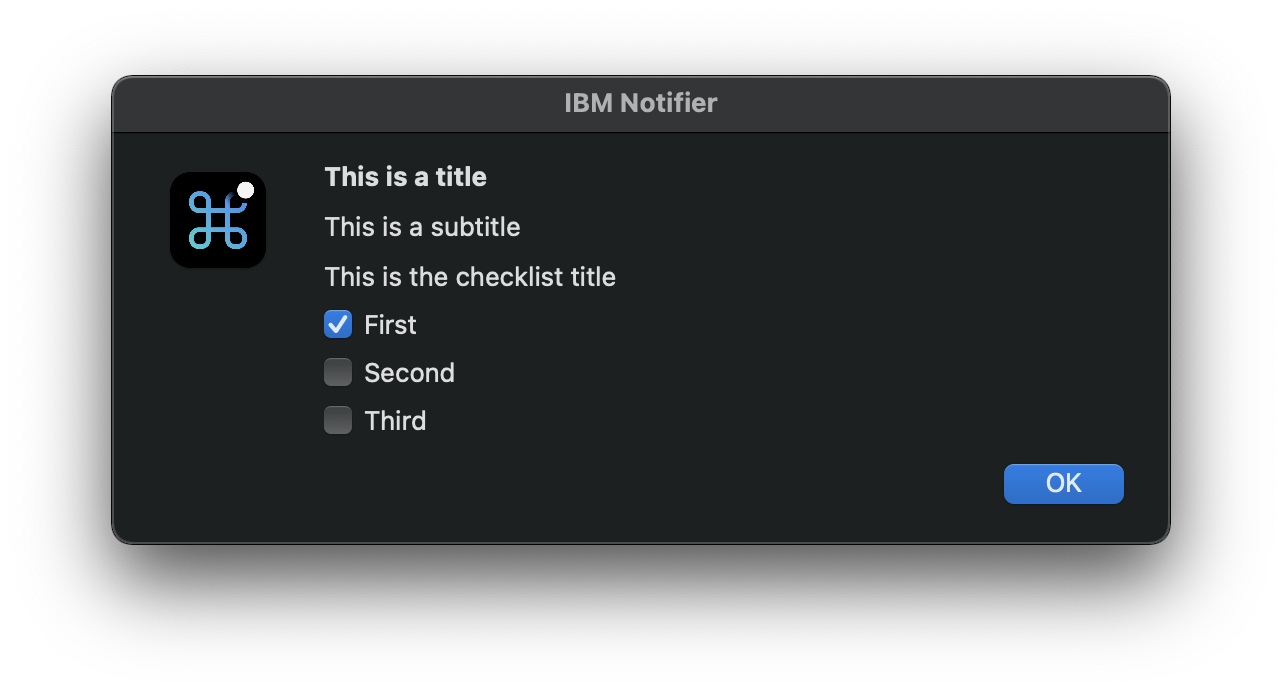 IBM Notifier
This is a title
This is a subtitle
This is the checklist title
First
Second
Third
OK